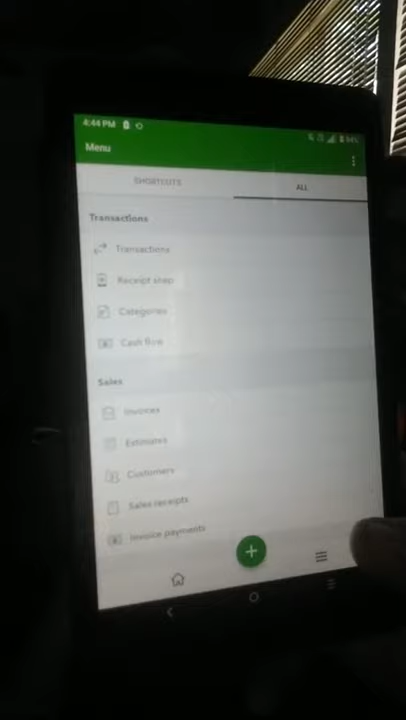 4:44 PM
Menu
SHORTCUTS
ALL
Transactions
Transactions
Receipt snap
Categories
Cash flow
Sales
Invoices
Estimates
Customers
Sales receipts
Invoice payments